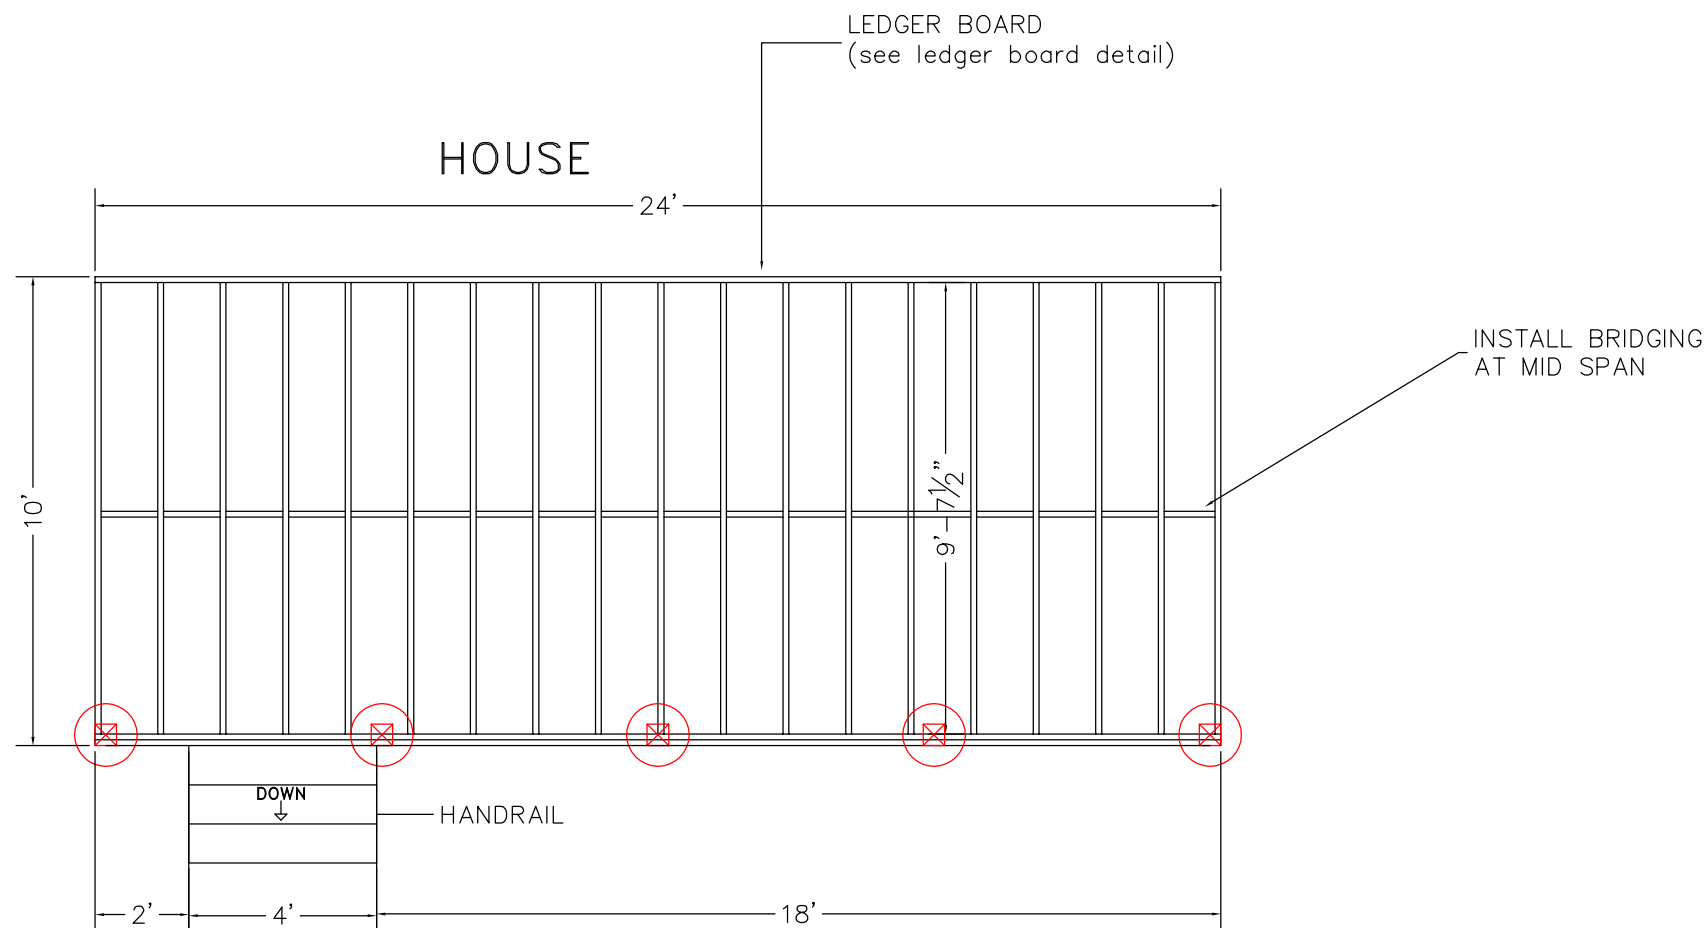 LEDGER BOARD
(see ledger board detail)
HOUSE
24'
INSTALL BRIDGING
AT MID SPAN
10'
9'-7½"
DOWN
HANDRAIL
2'
4'
18'